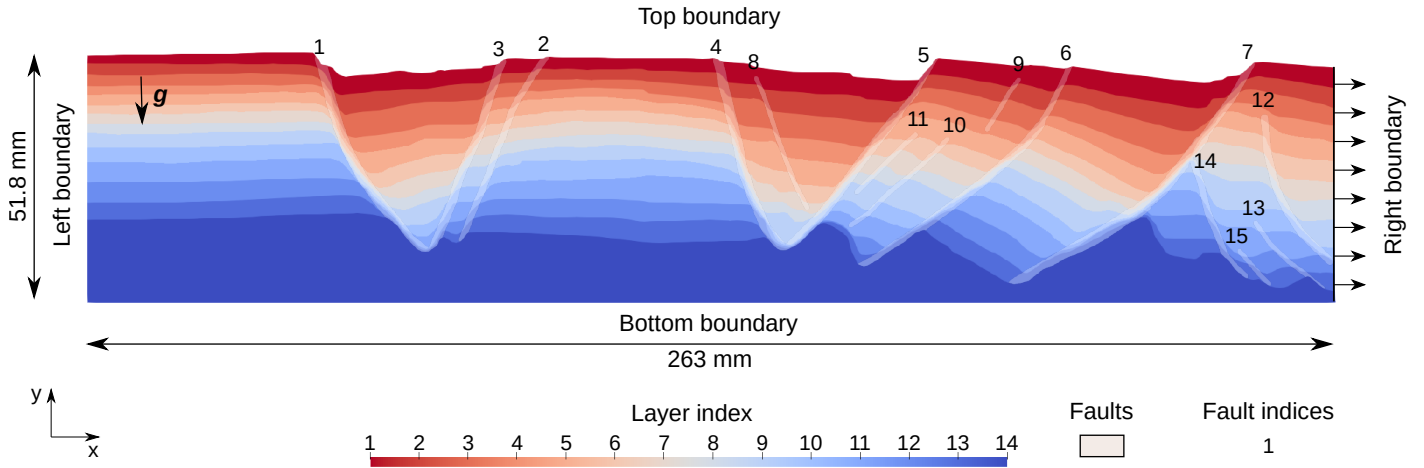 Top boundary
1
3
2
4
8
5
9
6
7
g
11
10
12
14
13
15
51.8 mm
Left boundary
Right boundary
Bottom boundary
263 mm
y
x
Layer index
1 2 3 4 5 6 7 8 9 10 11 12 13 14
Faults
Fault indices
1